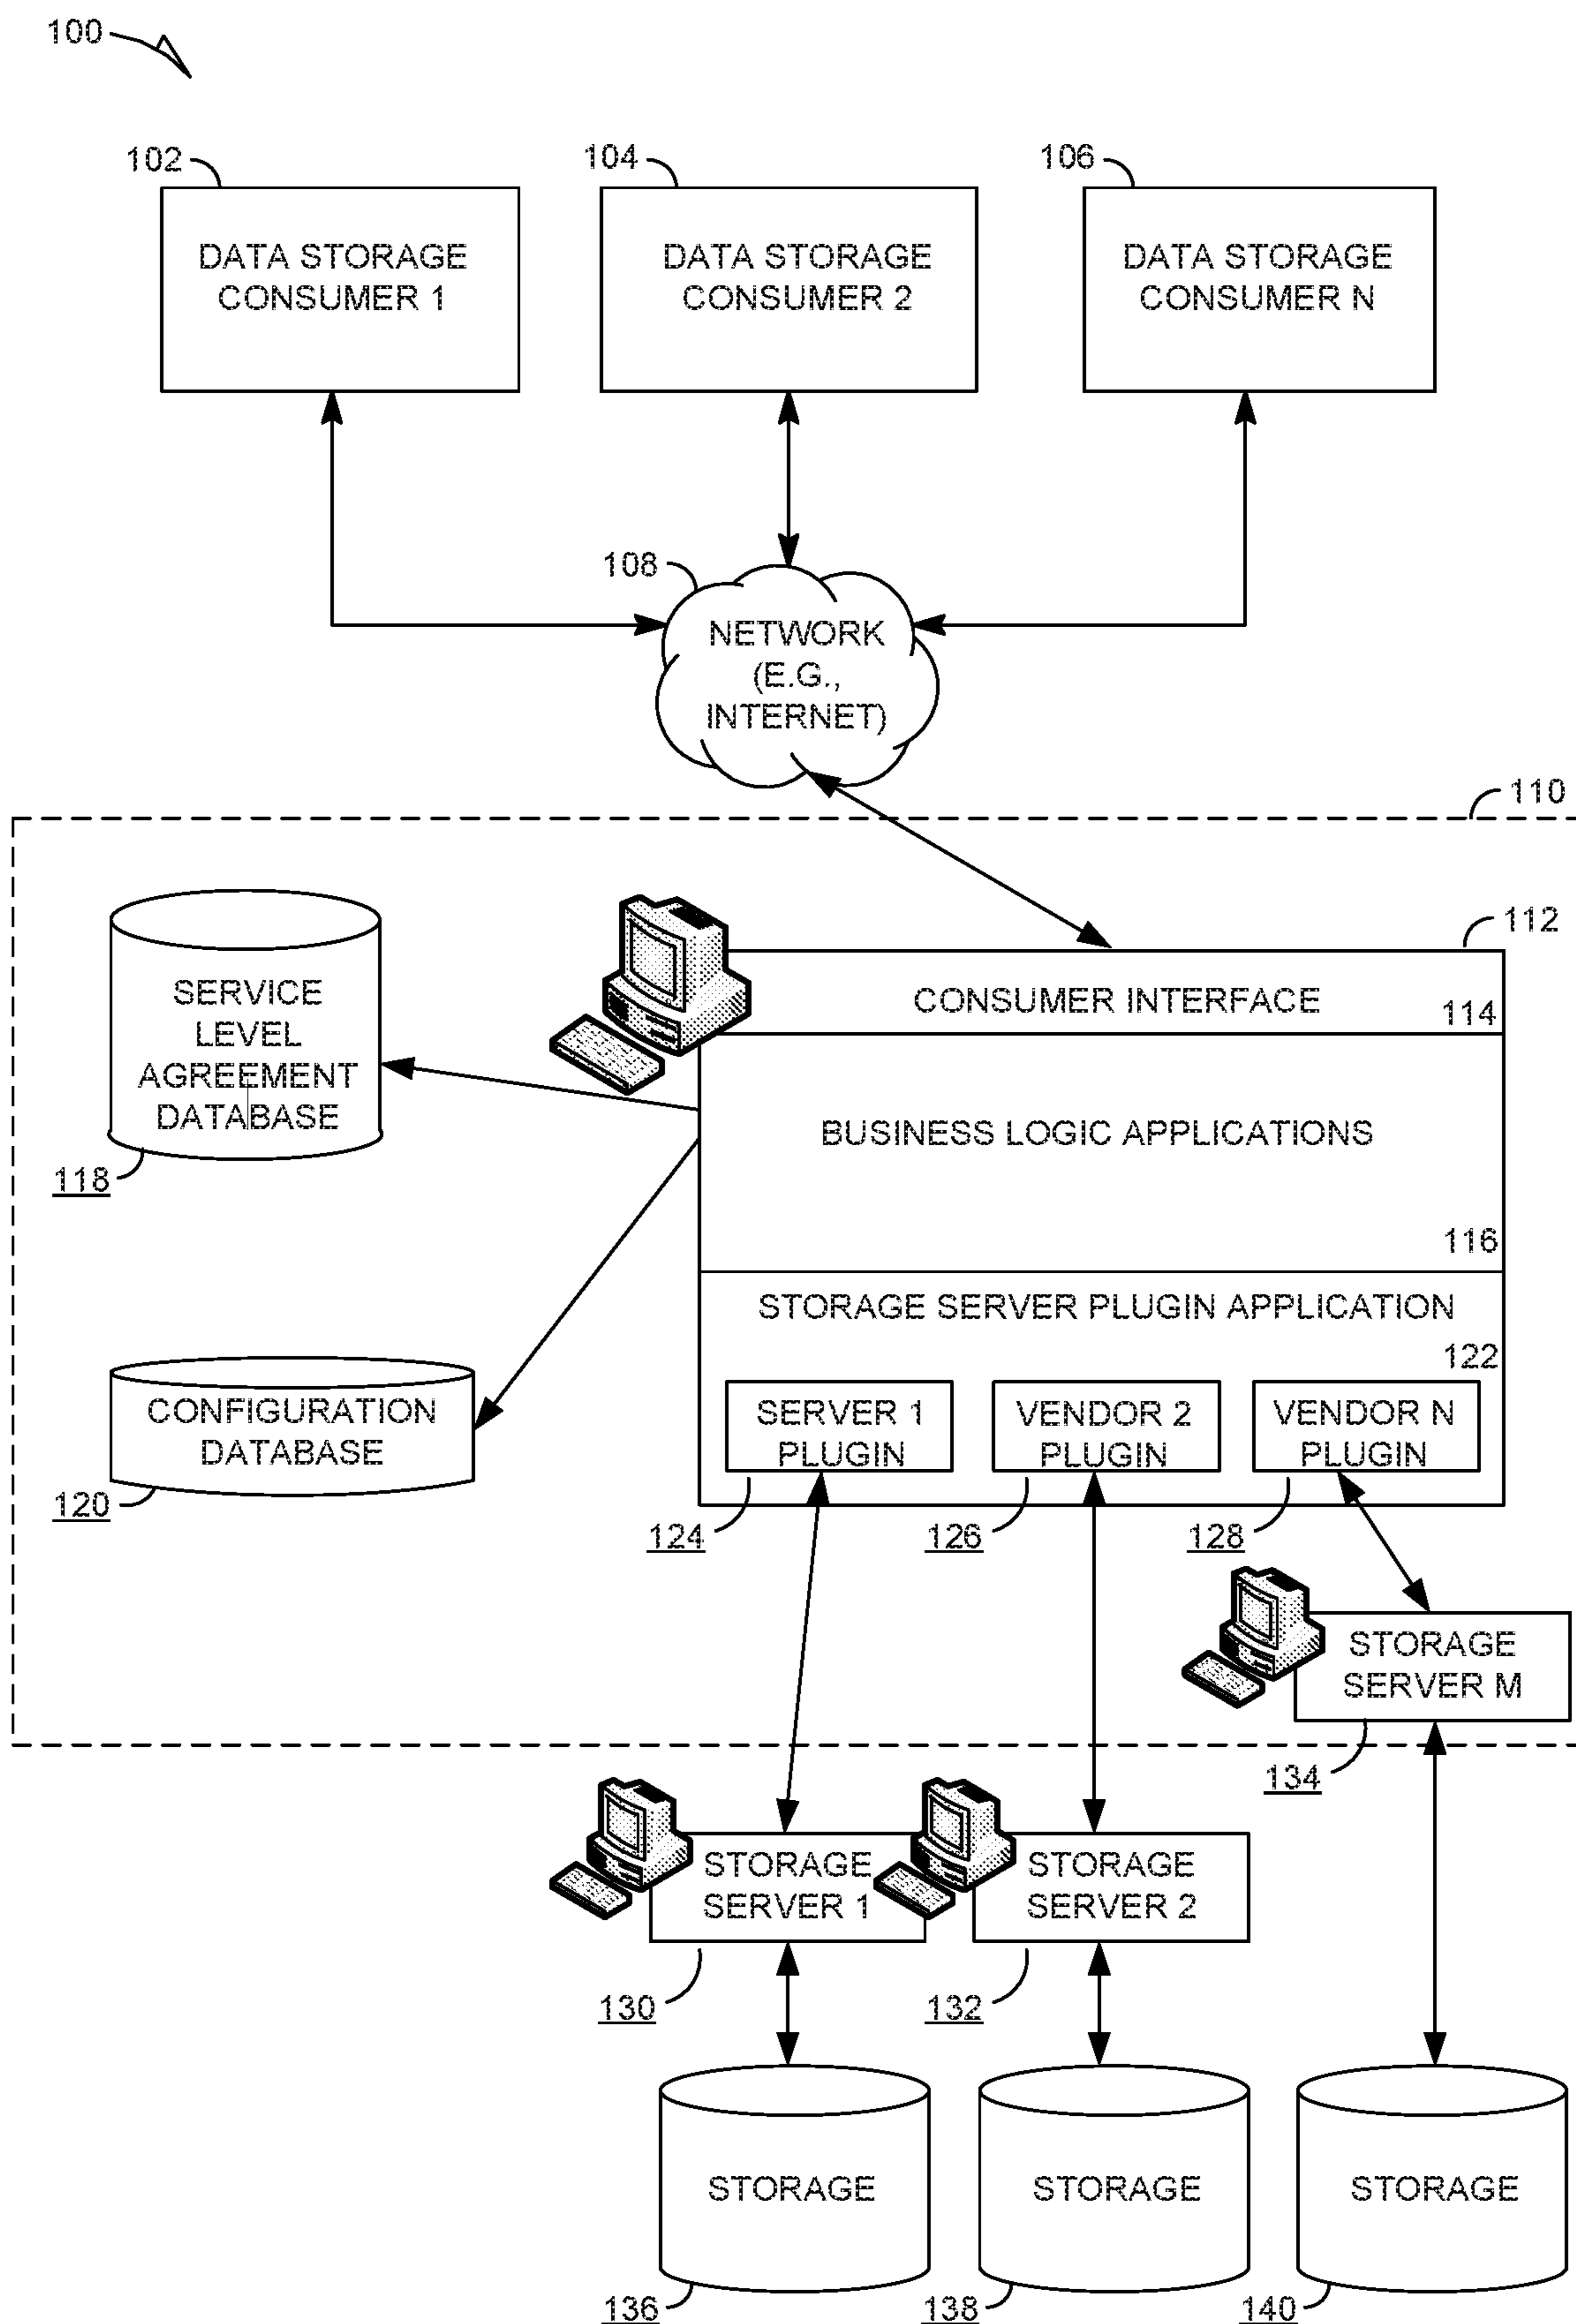 100
102
104
106
DATA STORAGE
CONSUMER 1
DATA STORAGE
CONSUMER 2
DATA STORAGE
CONSUMER N
108
NETWORK
(E.G.,
INTERNET)
110
112
SERVICE
LEVEL
AGREEMENT
DATABASE
118
CONSUMER INTERFACE
114
BUSINESS LOGIC APPLICATIONS
116
STORAGE SERVER PLUGIN APPLICATION
122
CONFIGURATION
DATABASE
120
SERVER 1
PLUGIN
VENDOR 2
PLUGIN
VENDOR N
PLUGIN
124
126
128
STORAGE
SERVER M
134
STORAGE
SERVER 1
STORAGE
SERVER 2
130
132
STORAGE
STORAGE
STORAGE
136
138
140